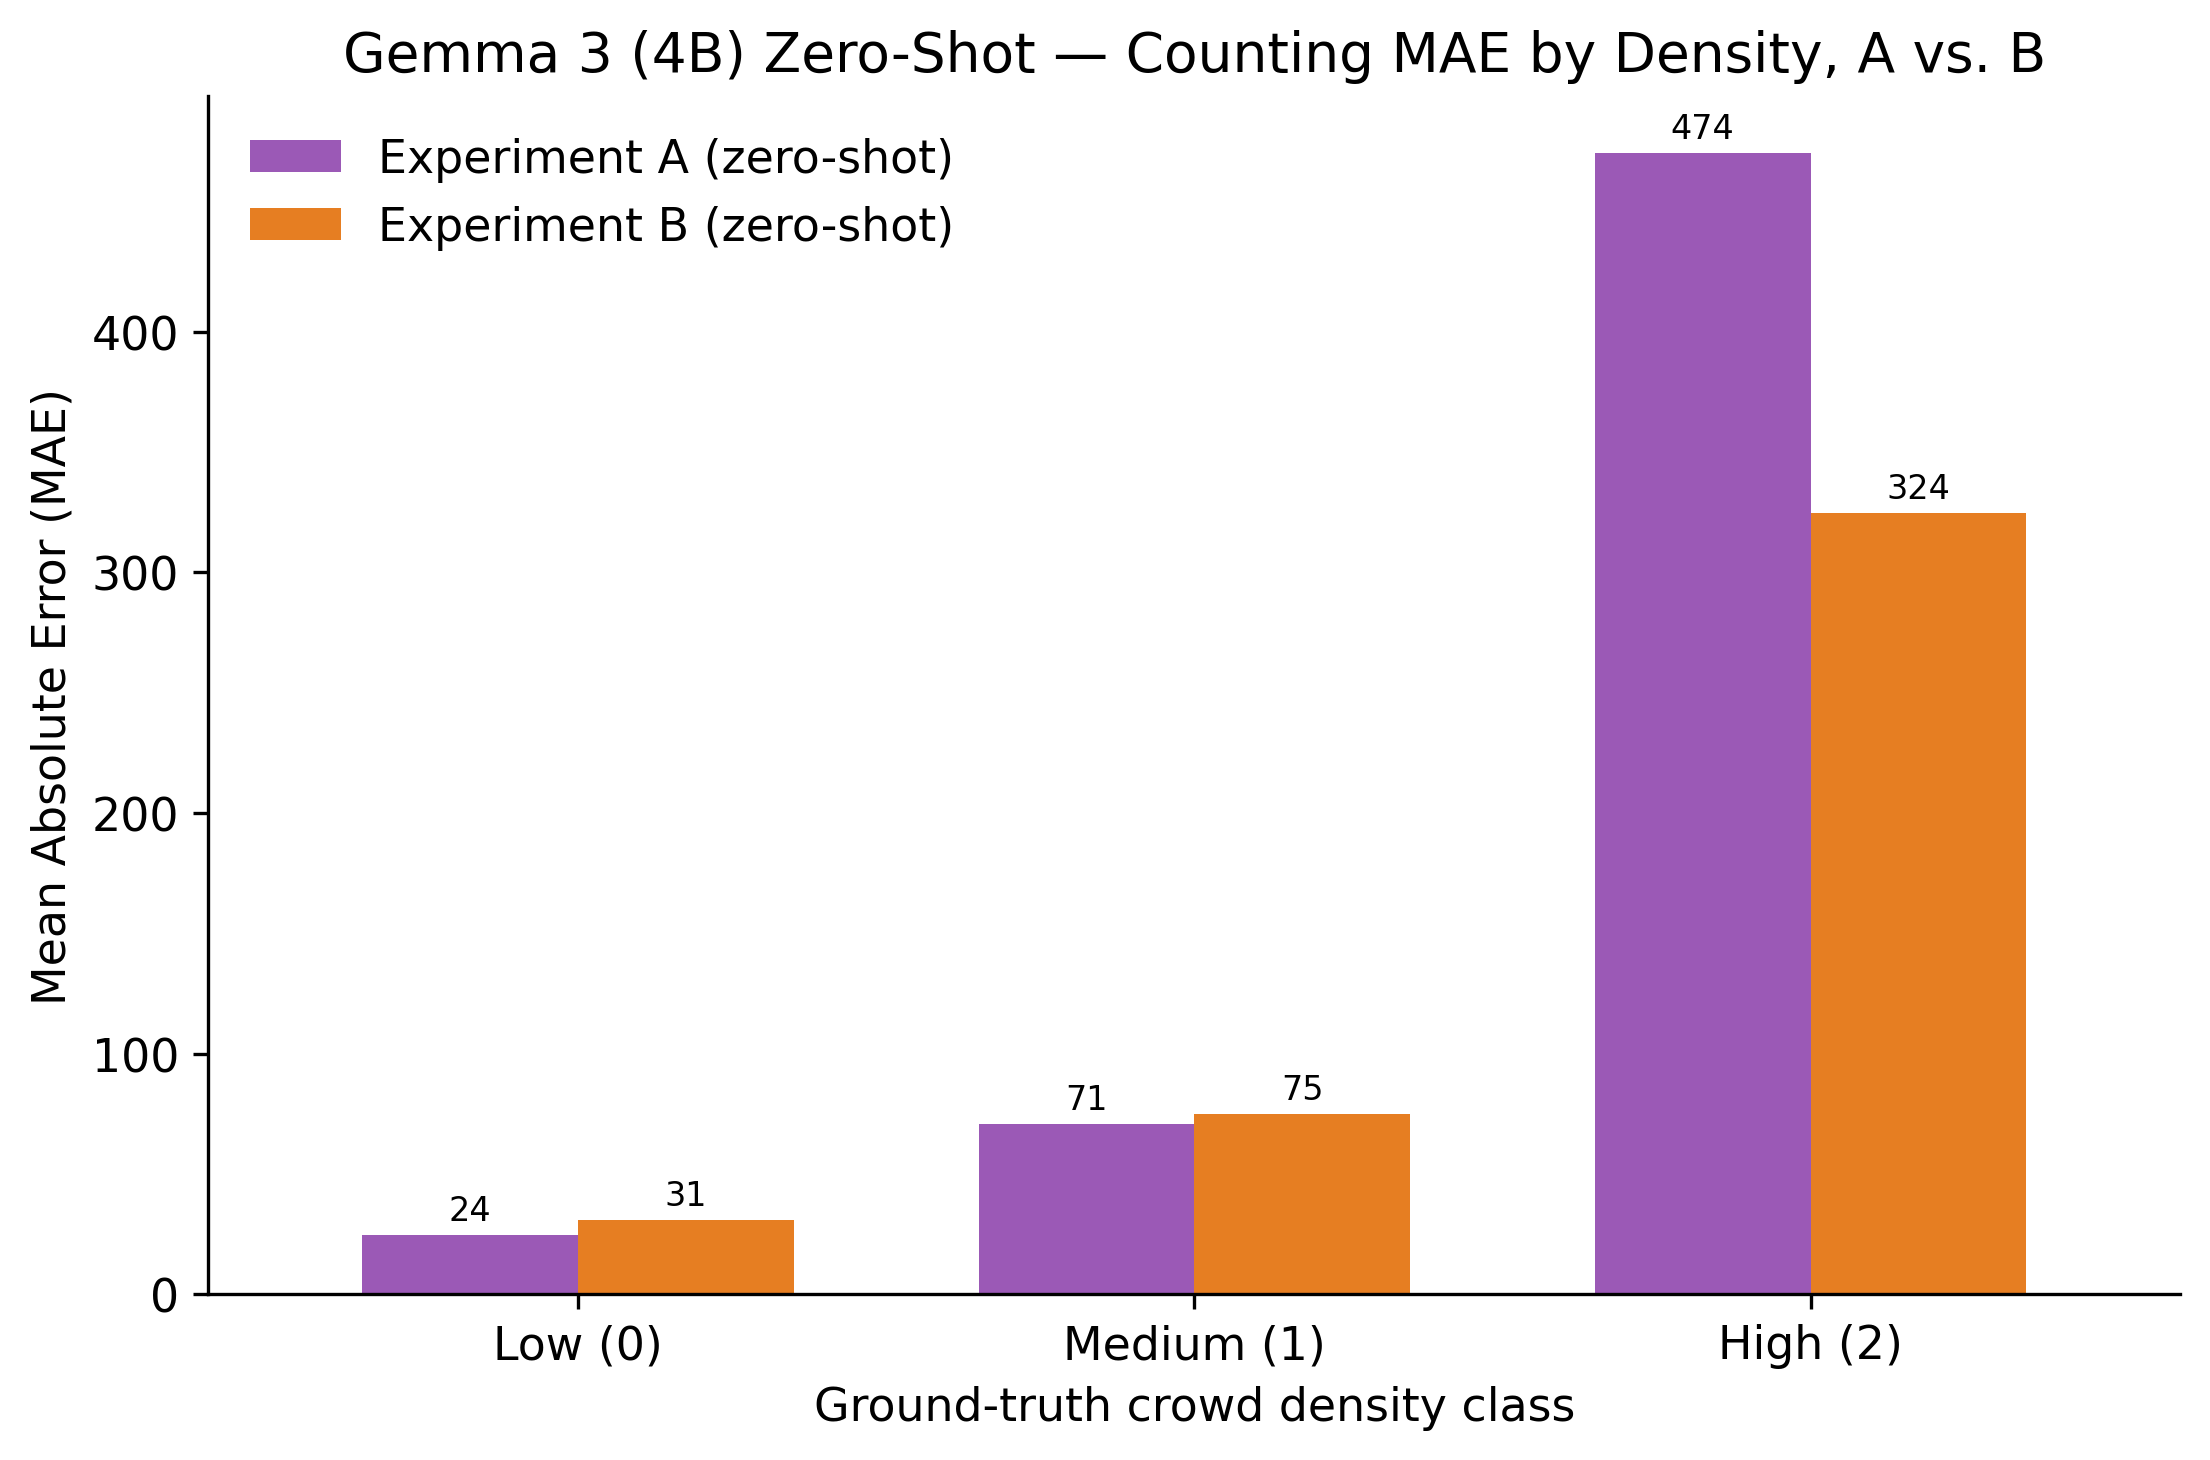 Gemma 3 (4B) Zero-Shot — Counting MAE by Density, A vs. B
Experiment A (zero-shot)
Experiment B (zero-shot)
Mean Absolute Error (MAE)
400
300
200
100
0
24
31
71
75
474
324
Low (0)
Medium (1)
High (2)
Ground-truth crowd density class